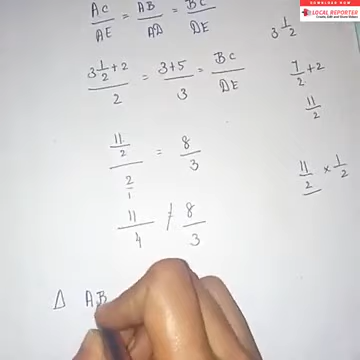 LOCAL REPORTER
AC/AE = AB/AD = BC/DE
3 1/2
3 1/2 + 2 / 2 = 3+5 / 3 = BC/DE
7/2 + 2
11/2
11/2 / 2/1 = 8/3
11/2 × 1/2
11/4 ≠ 8/3
Δ AB